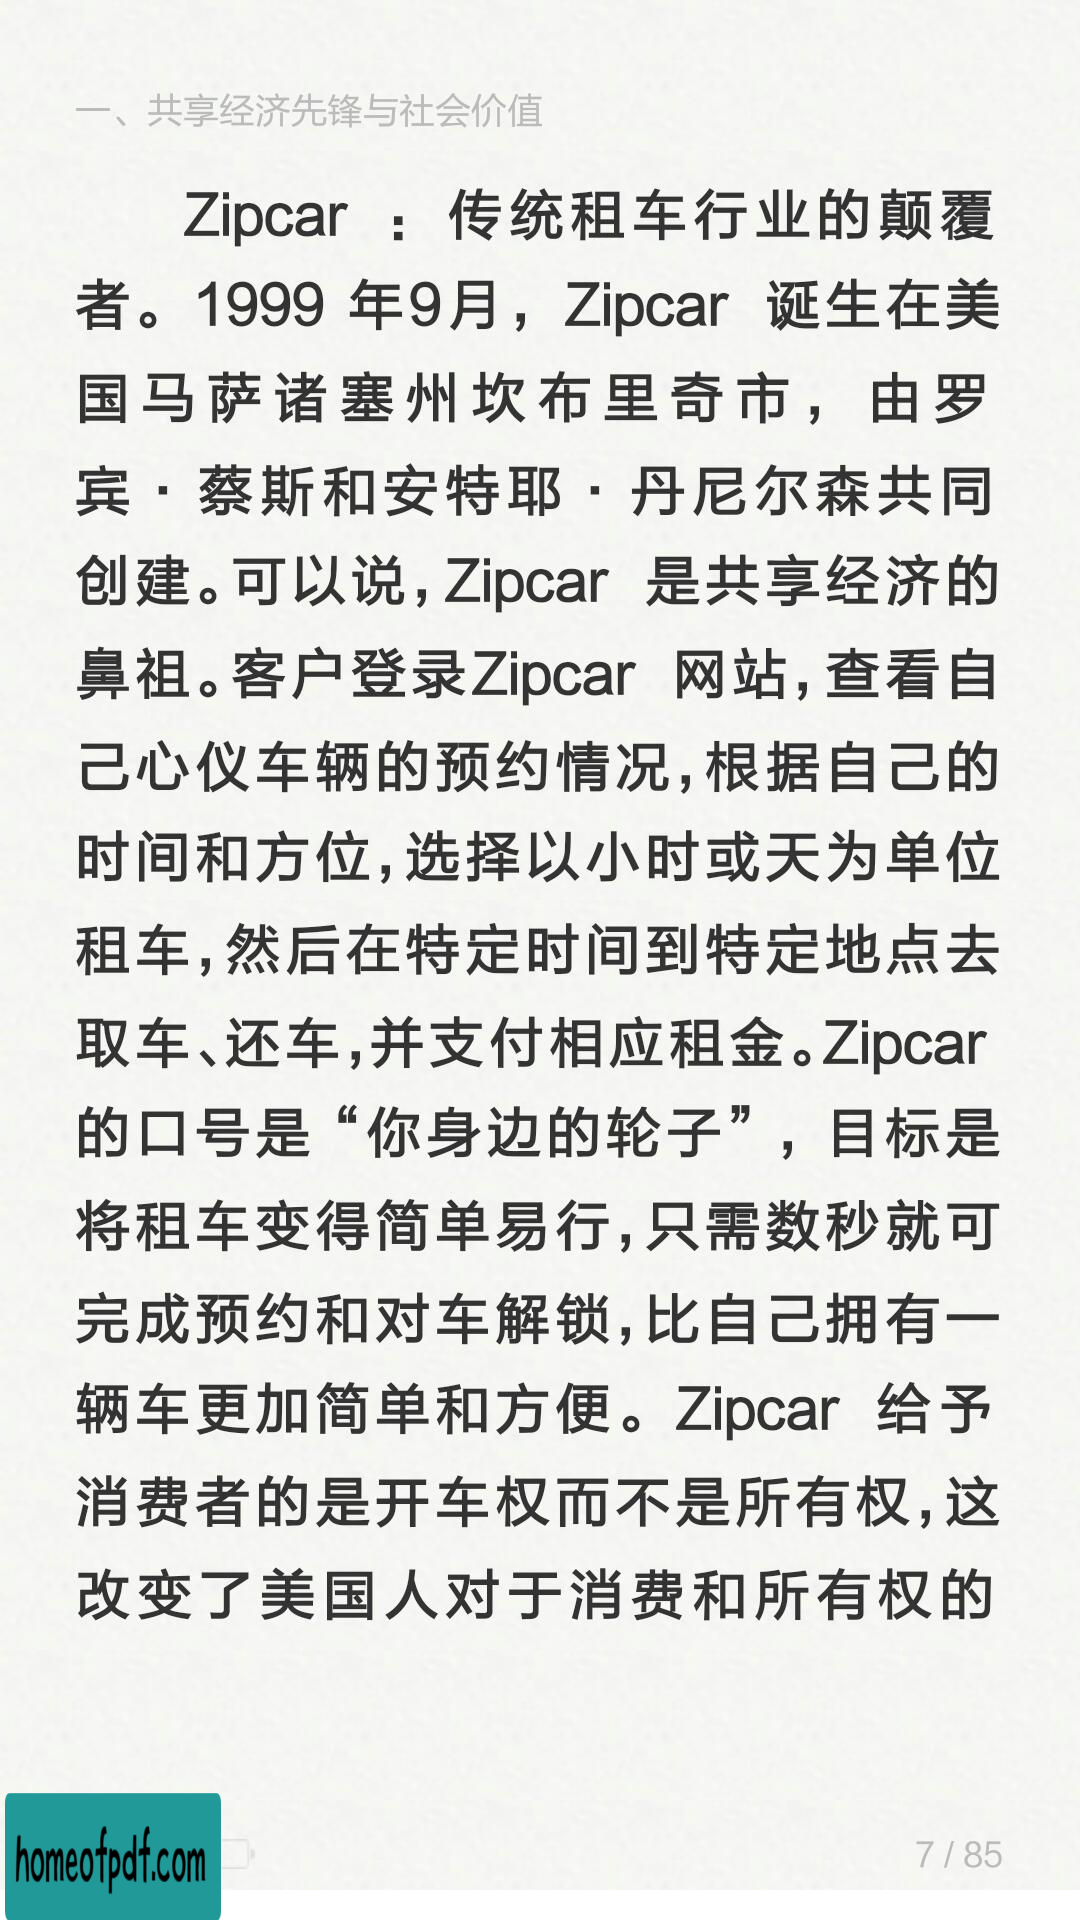 一、共享经济先锋与社会价值
Zipcar ：传统租车行业的颠覆
者。1999 年9月，Zipcar 诞生在美
国马萨诸塞州坎布里奇市，由罗
宾·蔡斯和安特耶·丹尼尔森共同
创建。可以说，Zipcar 是共享经济的
鼻祖。客户登录Zipcar 网站，查看自
己心仪车辆的预约情况，根据自己的
时间和方位，选择以小时或天为单位
租车，然后在特定时间到特定地点去
取车、还车，并支付相应租金。Zipcar
的口号是“你身边的轮子”，目标是
将租车变得简单易行，只需数秒就可
完成预约和对车解锁，比自己拥有一
辆车更加简单和方便。Zipcar 给予
消费者的是开车权而不是所有权，这
改变了美国人对于消费和所有权的
homeofpdf.com
7 / 85